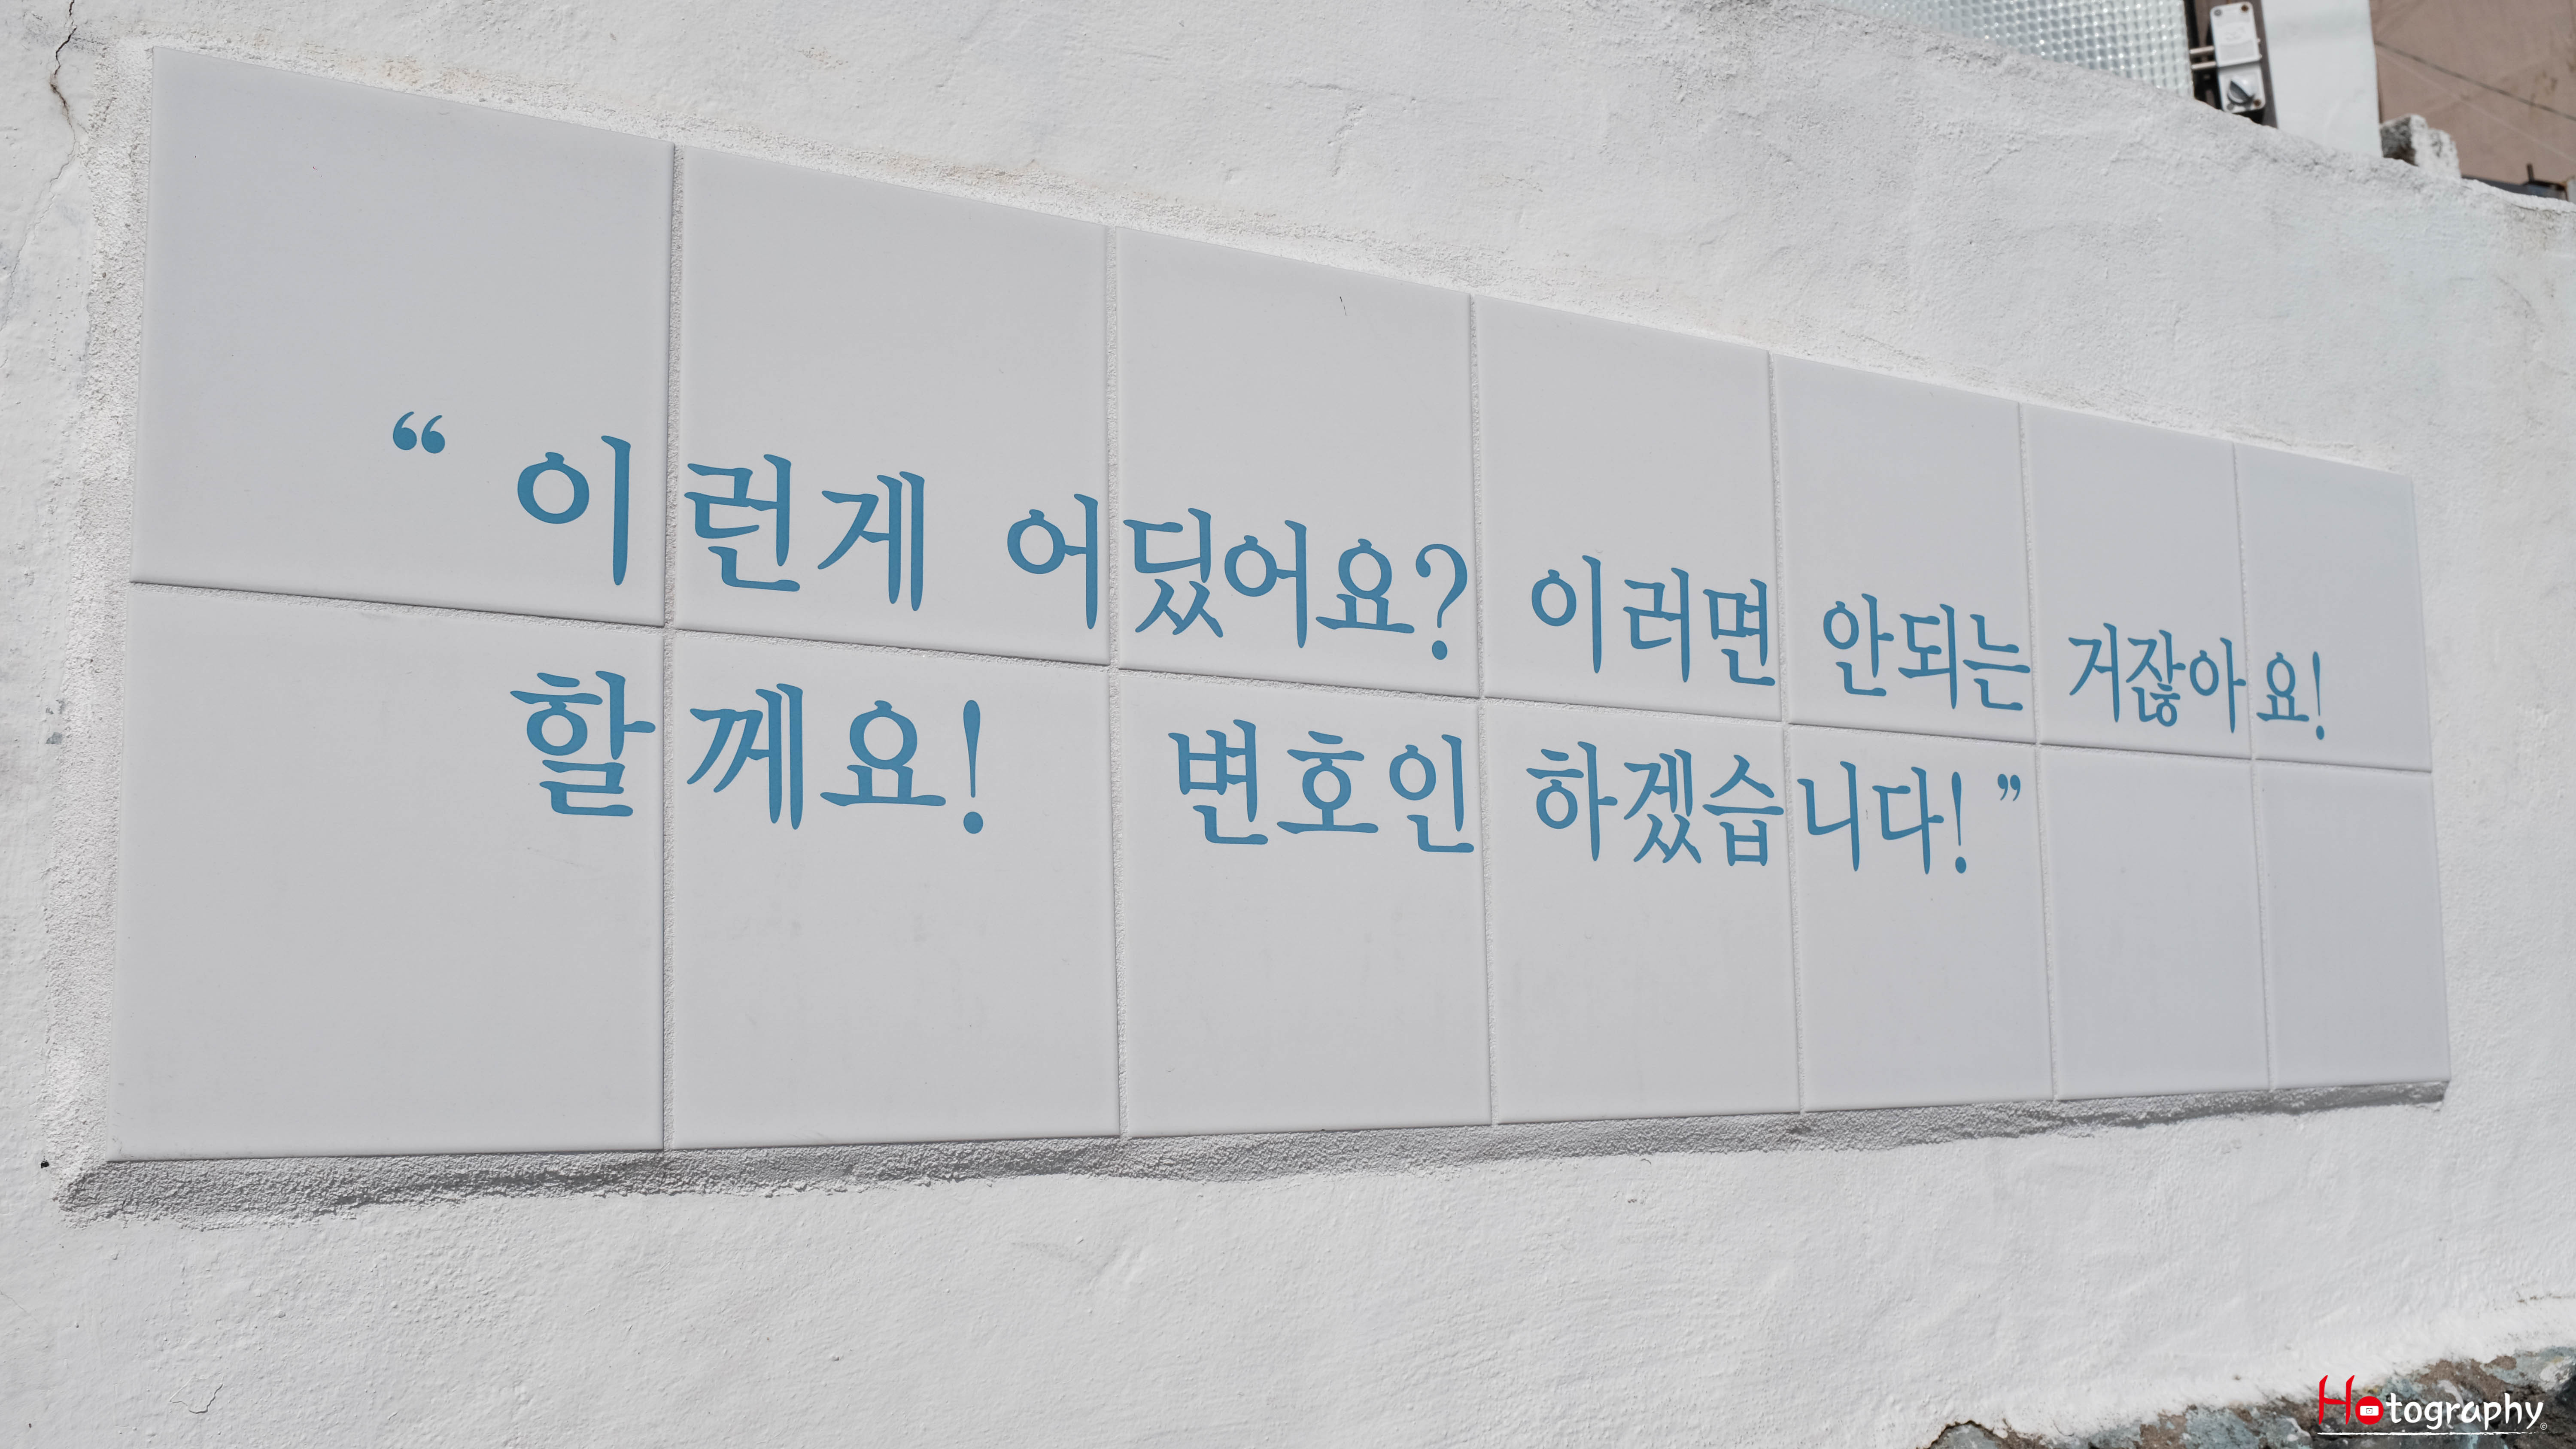 “ 이런게 어딨어요? 이러면 안되는 거잖아요!
할께요! 변호인 하겠습니다! ”
Hotography ©